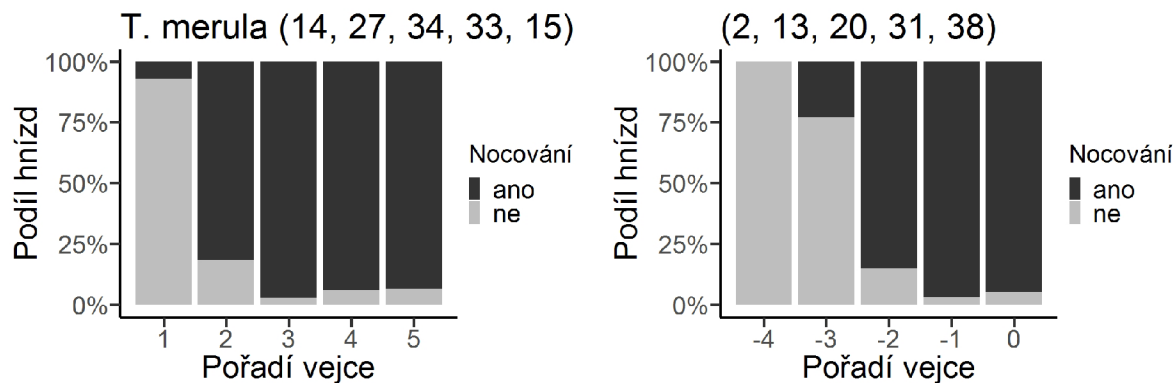 T. merula (14, 27, 34, 33, 15)
100%
75%
50%
25%
0%
Podíl hnízd
1 2 3 4 5
Pořadí vejce
Nocování
ano
ne
(2, 13, 20, 31, 38)
100%
75%
50%
25%
0%
Podíl hnízd
-4 -3 -2 -1 0
Pořadí vejce
Nocování
ano
ne